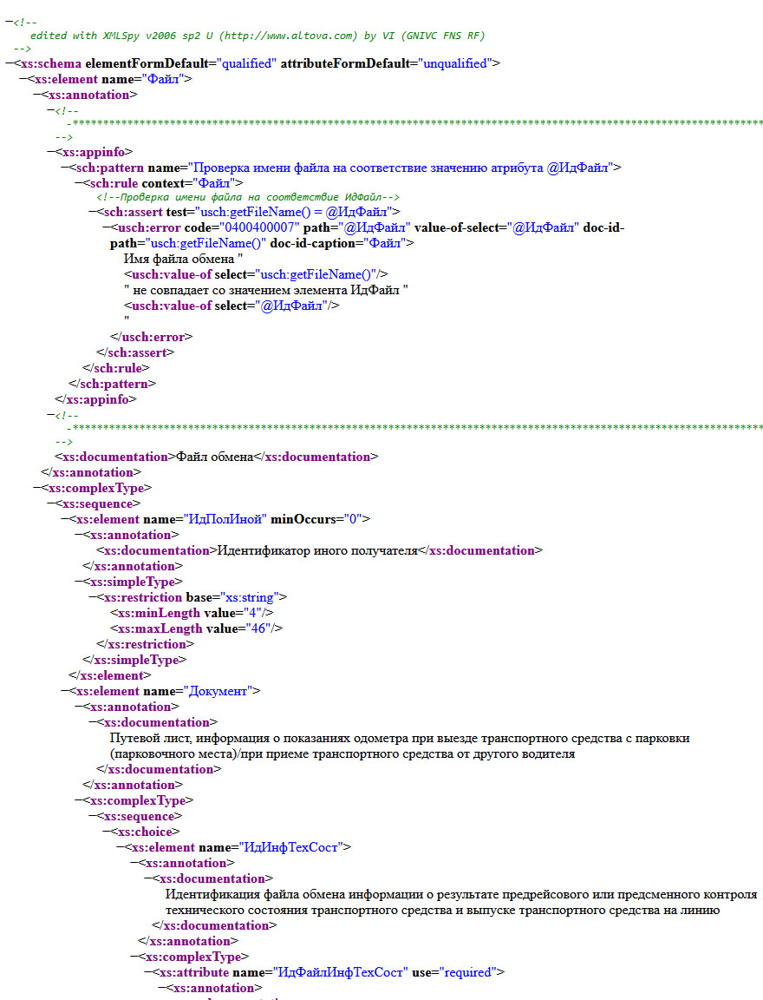 −<!--
edited with XMLSpy v2006 sp2 U (http://www.altova.com) by VI (GNIVC FNS RF)
-->
−<xs:schema elementFormDefault="qualified" attributeFormDefault="unqualified">
−<xs:element name="Файл">
−<xs:annotation>
−<!--
-*******************************************************************************************************************
-->
−<xs:appinfo>
−<sch:pattern name="Проверка имени файла на соответствие значению атрибута @ИдФайл">
−<sch:rule context="Файл">
<!--Проверка имени файла на соответствие ИдФайл-->
−<sch:assert test="usch:getFileName() = @ИдФайл">
−<usch:error code="0400400007" path="@ИдФайл" value-of-select="@ИдФайл" doc-id-
path="usch:getFileName()" doc-id-caption="Файл">
Имя файла обмена "
<usch:value-of select="usch:getFileName()"/>
" не совпадает со значением элемента ИдФайл "
<usch:value-of select="@ИдФайл"/>
"
</usch:error>
</sch:assert>
</sch:rule>
</sch:pattern>
</xs:appinfo>
−<!--
-*******************************************************************************************************************
-->
<xs:documentation>Файл обмена</xs:documentation>
</xs:annotation>
−<xs:complexType>
−<xs:sequence>
−<xs:element name="ИдПолИной" minOccurs="0">
−<xs:annotation>
<xs:documentation>Идентификатор иного получателя</xs:documentation>
</xs:annotation>
−<xs:simpleType>
−<xs:restriction base="xs:string">
<xs:minLength value="4"/>
<xs:maxLength value="46"/>
</xs:restriction>
</xs:simpleType>
</xs:element>
−<xs:element name="Документ">
−<xs:annotation>
−<xs:documentation>
Путевой лист, информация о показаниях одометра при выезде транспортного средства с парковки
(парковочного места)/при приеме транспортного средства от другого водителя
</xs:documentation>
</xs:annotation>
−<xs:complexType>
−<xs:sequence>
−<xs:choice>
−<xs:element name="ИдИнфТехСост">
−<xs:annotation>
−<xs:documentation>
Идентификация файла обмена информации о результате предрейсового или предсменного контроля
технического состояния транспортного средства и выпуске транспортного средства на линию
</xs:documentation>
</xs:annotation>
−<xs:complexType>
−<xs:attribute name="ИдФайлИнфТехСост" use="required">
−<xs:annotation>